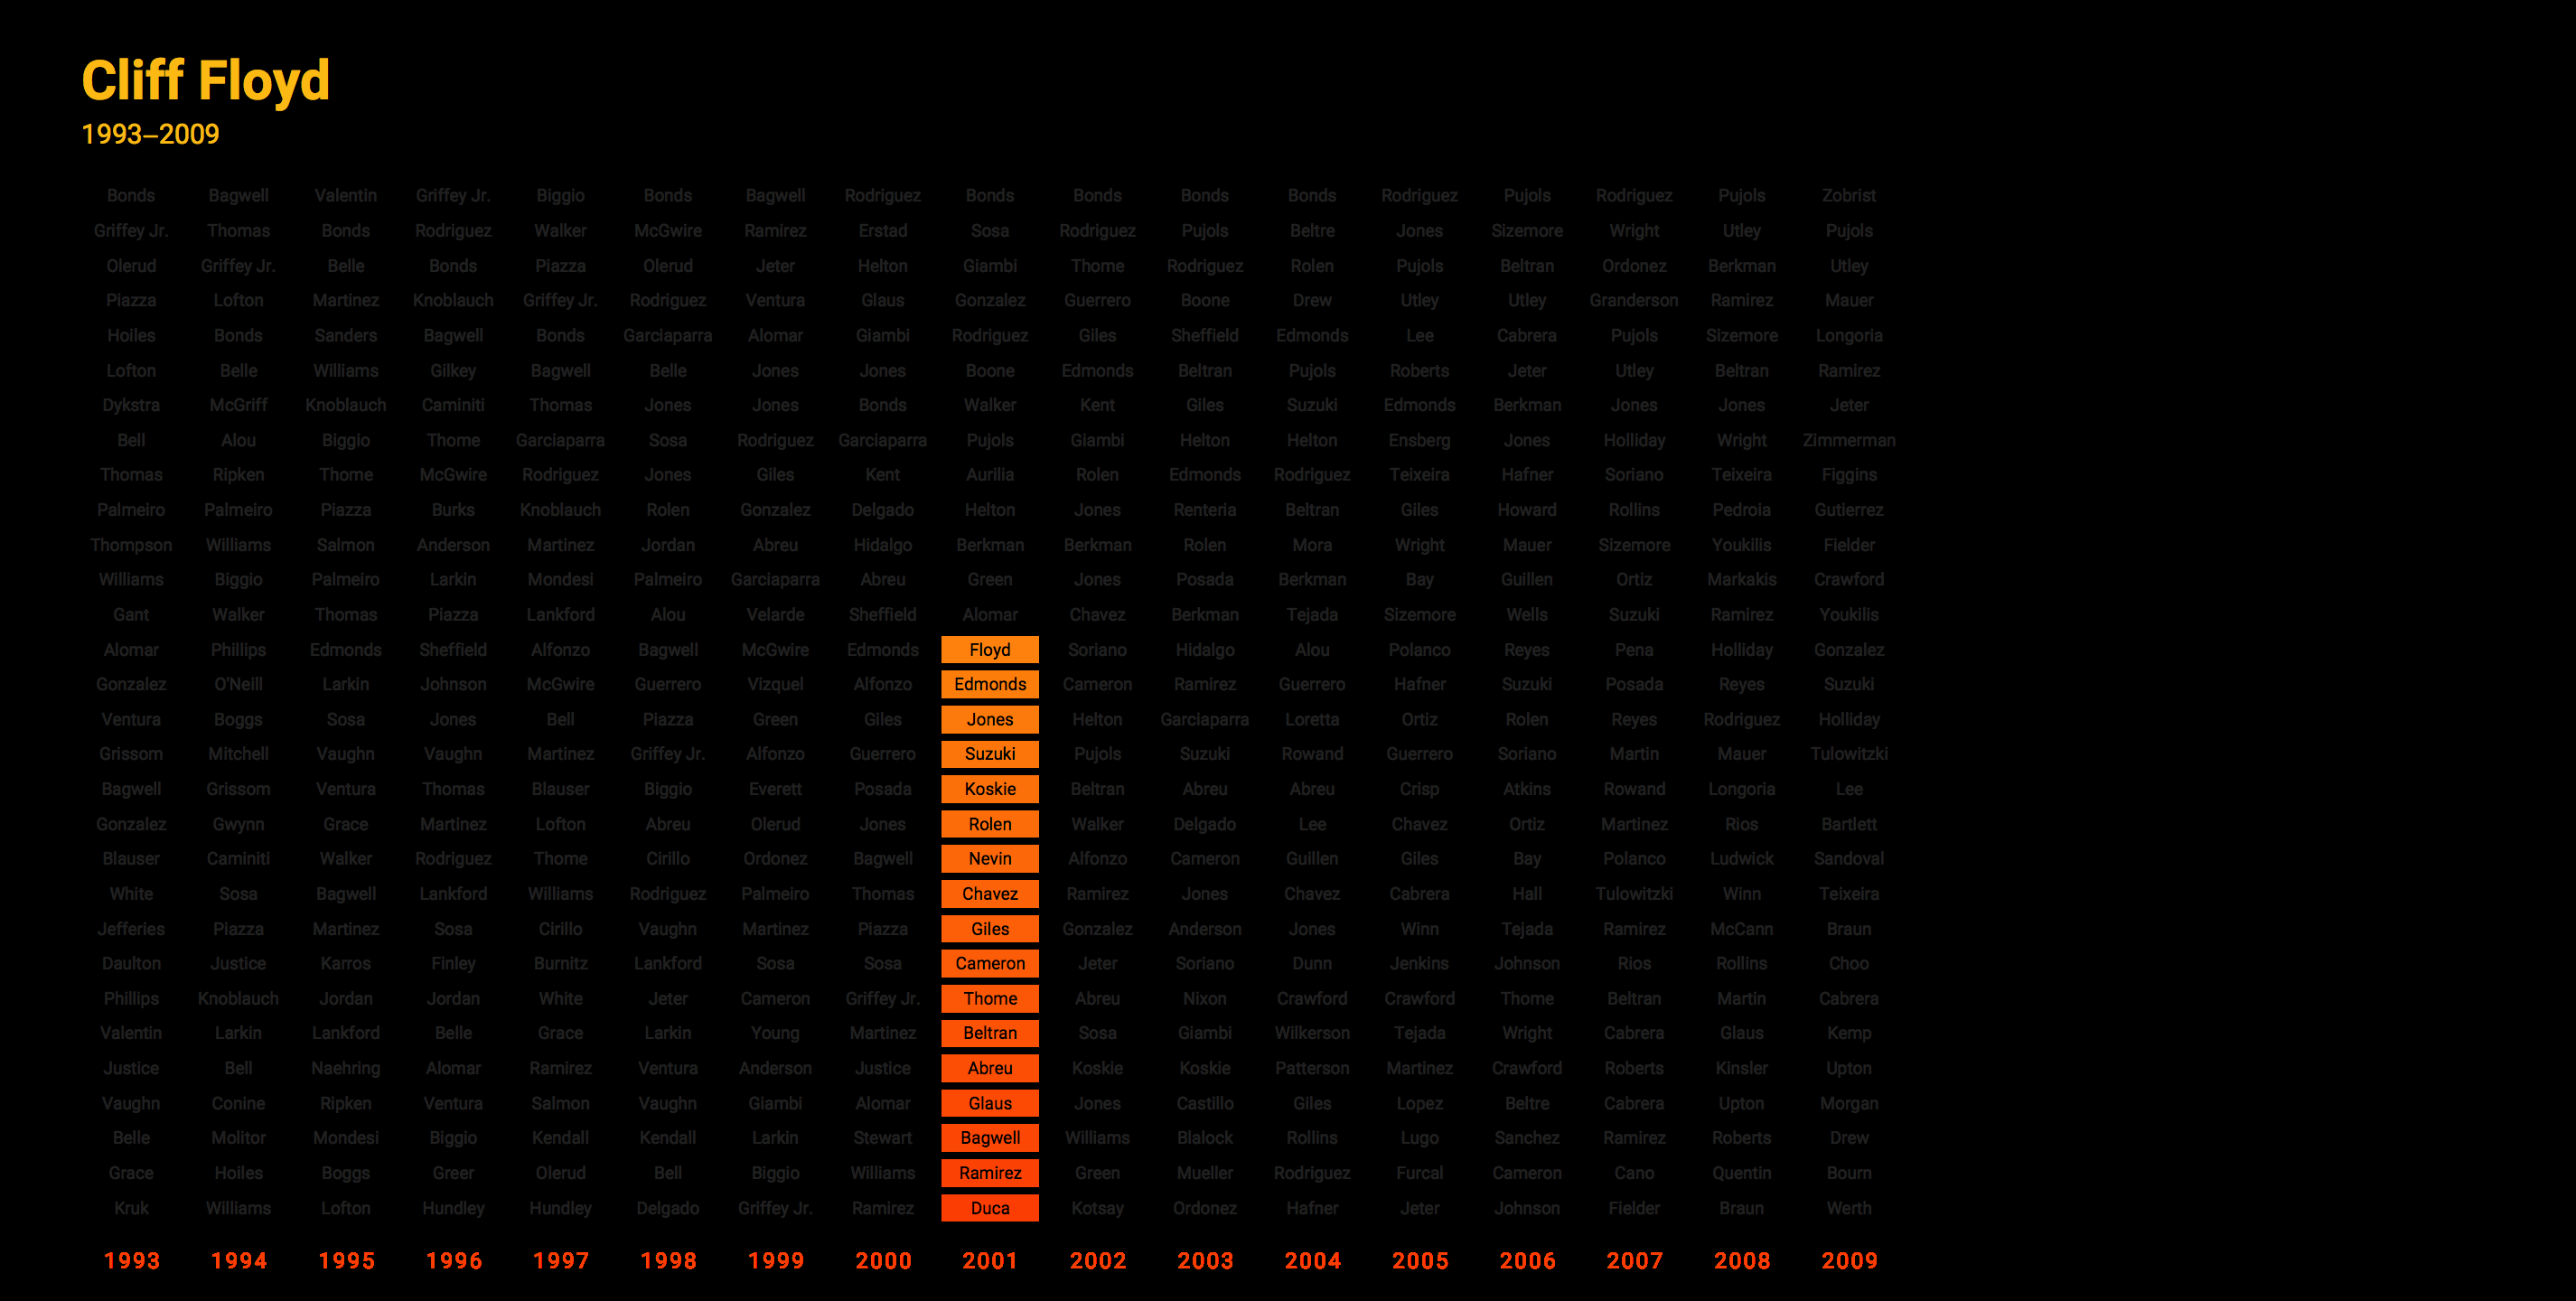 Cliff Floyd
1993–2009
Bonds Bagwell Valentin Griffey Jr. Biggio Bonds Bagwell Rodriguez Bonds Bonds Bonds Bonds Rodriguez Pujols Rodriguez Pujols Zobrist
Griffey Jr. Thomas Bonds Rodriguez Walker McGwire Ramirez Erstad Sosa Rodriguez Pujols Beltre Jones Sizemore Wright Utley Pujols
Olerud Griffey Jr. Belle Bonds Piazza Olerud Jeter Helton Giambi Thome Rodriguez Rolen Pujols Beltran Ordonez Berkman Utley
Piazza Lofton Martinez Knoblauch Griffey Jr. Rodriguez Ventura Glaus Gonzalez Guerrero Boone Drew Utley Utley Granderson Ramirez Mauer
Hoiles Bonds Sanders Bagwell Bonds Garciaparra Alomar Giambi Rodriguez Giles Sheffield Edmonds Lee Cabrera Pujols Sizemore Longoria
Lofton Belle Williams Gilkey Bagwell Belle Jones Jones Boone Edmonds Beltran Pujols Roberts Jeter Utley Beltran Ramirez
Dykstra McGriff Knoblauch Caminiti Thomas Jones Jones Bonds Walker Kent Giles Suzuki Edmonds Berkman Jones Jones Jeter
Bell Alou Biggio Thome Garciaparra Sosa Rodriguez Garciaparra Pujols Giambi Helton Helton Ensberg Jones Holliday Wright Zimmerman
Thomas Ripken Thome McGwire Rodriguez Jones Giles Kent Aurilia Rolen Edmonds Rodriguez Teixeira Hafner Soriano Teixeira Figgins
Palmeiro Palmeiro Piazza Burks Knoblauch Rolen Gonzalez Delgado Helton Jones Renteria Beltran Giles Howard Rollins Pedroia Gutierrez
Thompson Williams Salmon Anderson Martinez Jordan Abreu Hidalgo Berkman Berkman Rolen Mora Wright Mauer Sizemore Youkilis Fielder
Williams Biggio Palmeiro Larkin Mondesi Palmeiro Garciaparra Abreu Green Jones Posada Berkman Bay Guillen Ortiz Markakis Crawford
Gant Walker Thomas Piazza Lankford Alou Velarde Sheffield Alomar Chavez Berkman Tejada Sizemore Wells Suzuki Ramirez Youkilis
Alomar Phillips Edmonds Sheffield Alfonzo Bagwell McGwire Edmonds Floyd Soriano Hidalgo Alou Polanco Reyes Pena Holliday Gonzalez
Gonzalez O'Neill Larkin Johnson McGwire Guerrero Vizquel Alfonzo Edmonds Cameron Ramirez Guerrero Hafner Suzuki Posada Reyes Suzuki
Ventura Boggs Sosa Jones Bell Piazza Green Giles Jones Helton Garciaparra Loretta Ortiz Rolen Reyes Rodriguez Holliday
Grissom Mitchell Vaughn Vaughn Martinez Griffey Jr. Alfonzo Guerrero Suzuki Pujols Suzuki Rowand Guerrero Soriano Martin Mauer Tulowitzki
Bagwell Grissom Ventura Thomas Blauser Biggio Everett Posada Koskie Beltran Abreu Abreu Crisp Atkins Rowand Longoria Lee
Gonzalez Gwynn Grace Martinez Lofton Abreu Olerud Jones Rolen Walker Delgado Lee Chavez Ortiz Martinez Rios Bartlett
Blauser Caminiti Walker Rodriguez Thome Cirillo Ordonez Bagwell Nevin Alfonzo Cameron Guillen Giles Bay Polanco Ludwick Sandoval
White Sosa Bagwell Lankford Williams Rodriguez Palmeiro Thomas Chavez Ramirez Jones Chavez Cabrera Hall Tulowitzki Winn Teixeira
Jefferies Piazza Martinez Sosa Cirillo Vaughn Martinez Piazza Giles Gonzalez Anderson Jones Winn Tejada Ramirez McCann Braun
Daulton Justice Karros Finley Burnitz Lankford Sosa Sosa Cameron Jeter Soriano Dunn Jenkins Johnson Rios Rollins Choo
Phillips Knoblauch Jordan Jordan White Jeter Cameron Griffey Jr. Thome Abreu Nixon Crawford Crawford Thome Beltran Martin Cabrera
Valentin Larkin Lankford Belle Grace Larkin Young Martinez Beltran Sosa Giambi Wilkerson Tejada Wright Cabrera Glaus Kemp
Justice Bell Naehring Alomar Ramirez Ventura Anderson Justice Abreu Koskie Koskie Patterson Martinez Crawford Roberts Kinsler Upton
Vaughn Conine Ripken Ventura Salmon Vaughn Giambi Alomar Glaus Jones Castillo Giles Lopez Beltre Cabrera Upton Morgan
Belle Molitor Mondesi Biggio Kendall Kendall Larkin Stewart Bagwell Williams Blalock Rollins Lugo Sanchez Ramirez Roberts Drew
Grace Hoiles Boggs Greer Olerud Bell Biggio Williams Ramirez Green Mueller Rodriguez Furcal Cameron Cano Quentin Bourn
Kruk Williams Lofton Hundley Hundley Delgado Griffey Jr. Ramirez Duca Kotsay Ordonez Hafner Jeter Johnson Fielder Braun Werth
1993 1994 1995 1996 1997 1998 1999 2000 2001 2002 2003 2004 2005 2006 2007 2008 2009